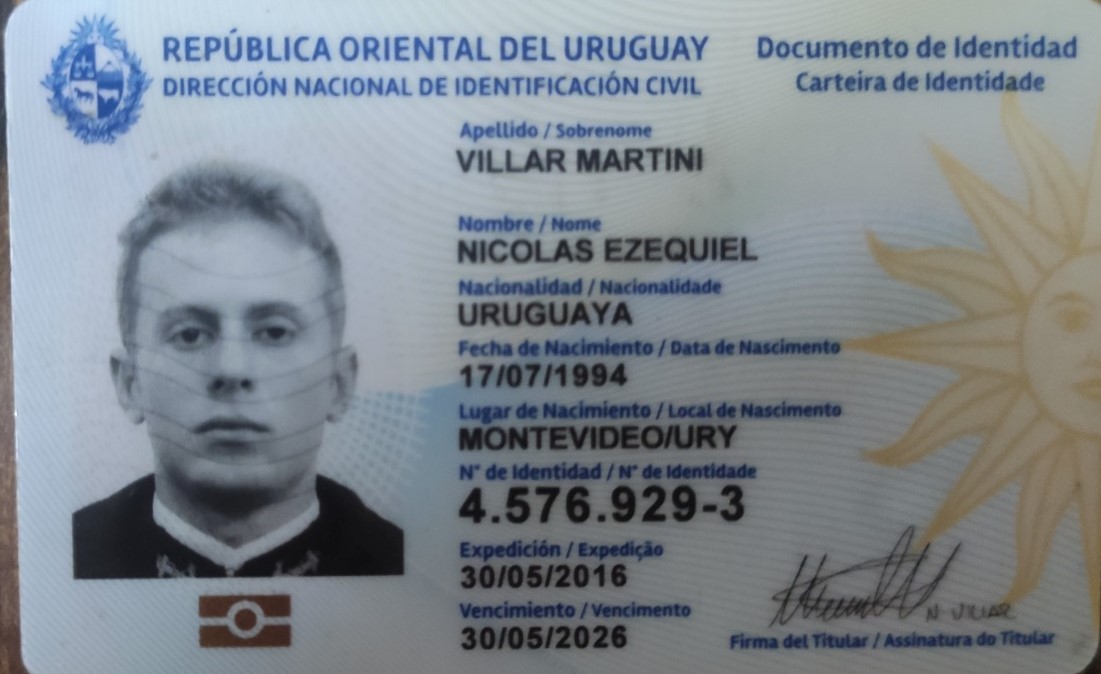 REPÚBLICA ORIENTAL DEL URUGUAY
DIRECCIÓN NACIONAL DE IDENTIFICACIÓN CIVIL
Documento de Identidad
Carteira de Identidade
Apellido / Sobrenome
VILLAR MARTINI
Nombre / Nome
NICOLAS EZEQUIEL
Nacionalidad / Nacionalidade
URUGUAYA
Fecha de Nacimiento / Data de Nascimento
17/07/1994
Lugar de Nacimiento / Local de Nascimento
MONTEVIDEO/URY
N° de Identidad / N° de Identidade
4.576.929-3
Expedición / Expedição
30/05/2016
Vencimiento / Vencimento
30/05/2026
N VILLAR
Firma del Titular / Assinatura do Titular